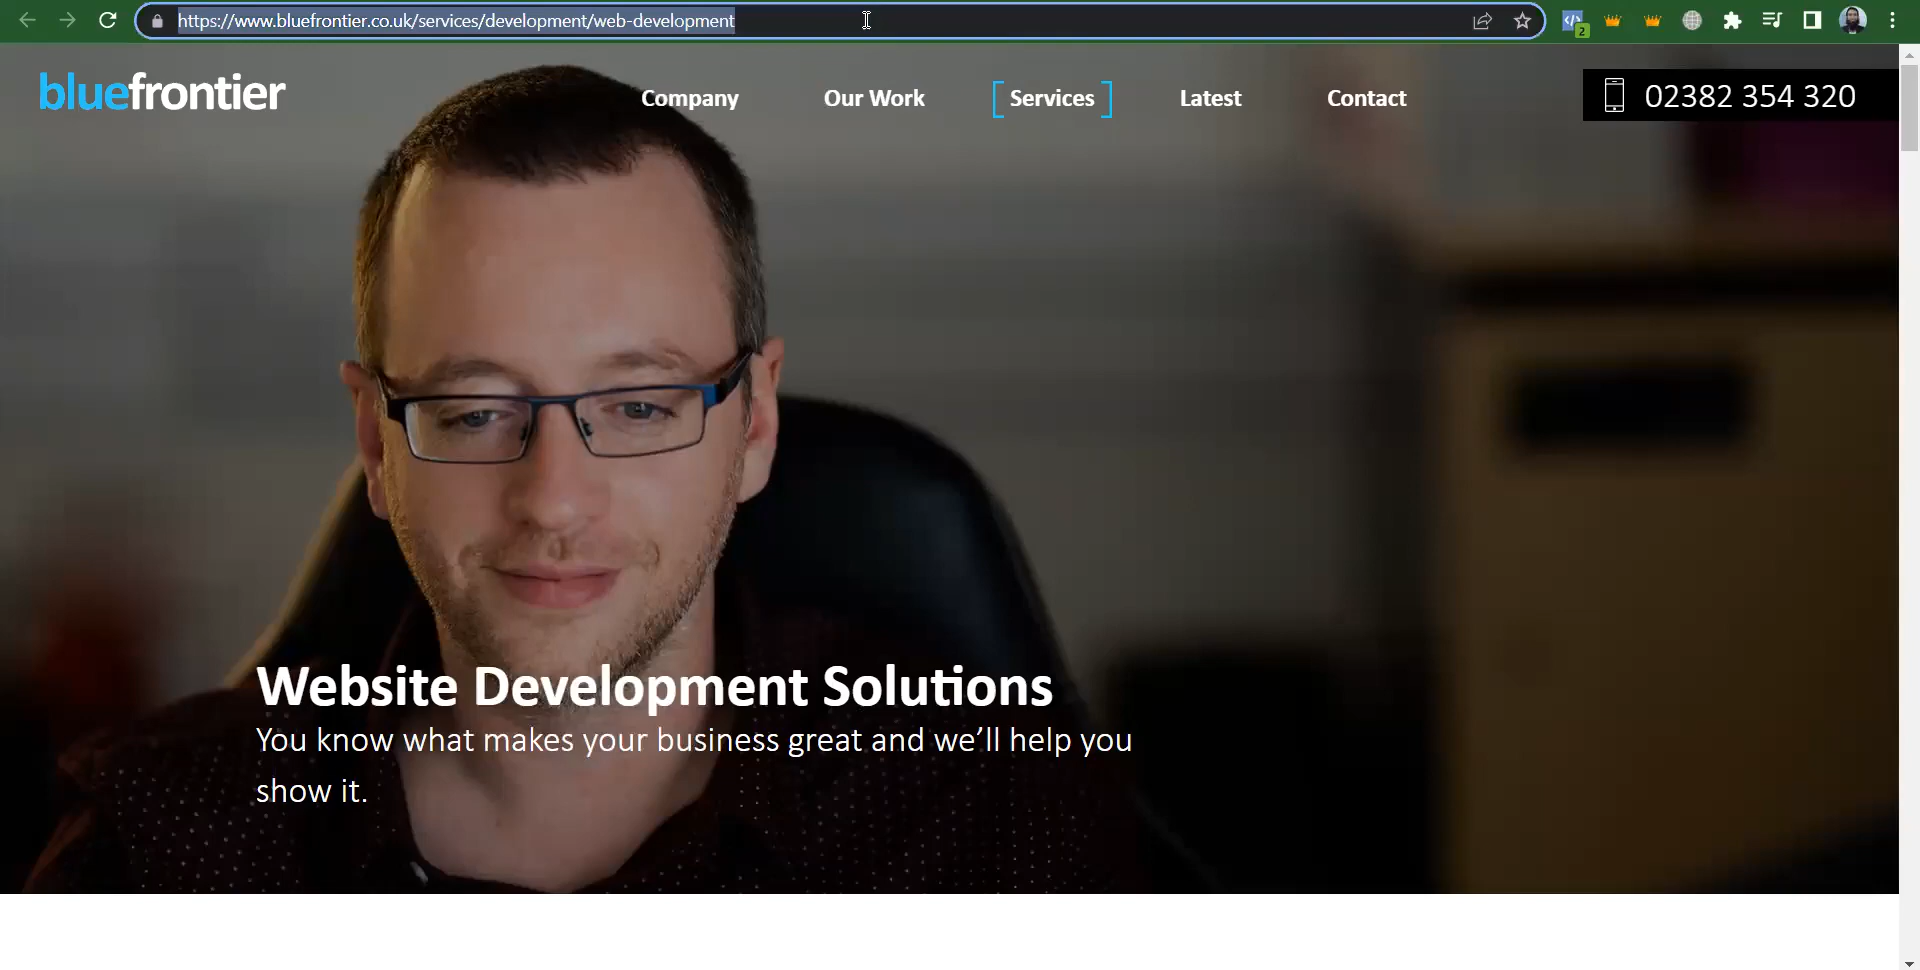 https://www.bluefrontier.co.uk/services/development/web-development
2
bluefrontier
Company
Our Work
Services
Latest
Contact
02382 354 320
Website Development Solutions
You know what makes your business great and we’ll help you
show it.